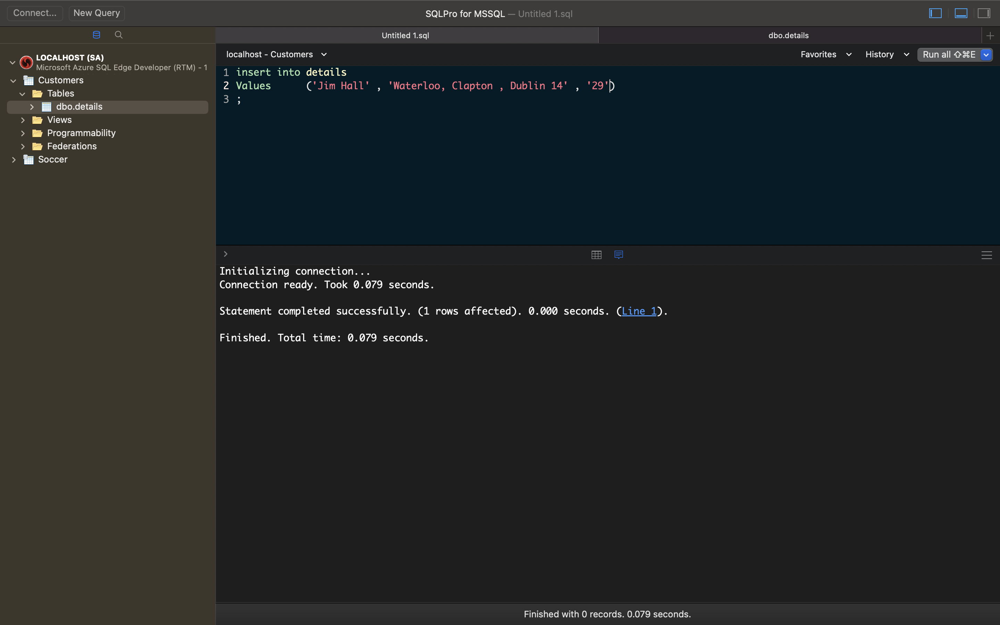 Connect... New Query SQLPro for MSSQL — Untitled 1.sql
Untitled 1.sql dbo.details
LOCALHOST (SA)
Microsoft Azure SQL Edge Developer (RTM) - 1
Customers
Tables
dbo.details
Views
Programmability
Federations
Soccer
localhost - Customers Favorites History Run all ⇧⌘E
1 insert into details
2 Values ('Jim Hall' , 'Waterloo, Clapton , Dublin 14' , '29')
3 ;
Initializing connection...
Connection ready. Took 0.079 seconds.
Statement completed successfully. (1 rows affected). 0.000 seconds. (Line 1).
Finished. Total time: 0.079 seconds.
Finished with 0 records. 0.079 seconds.